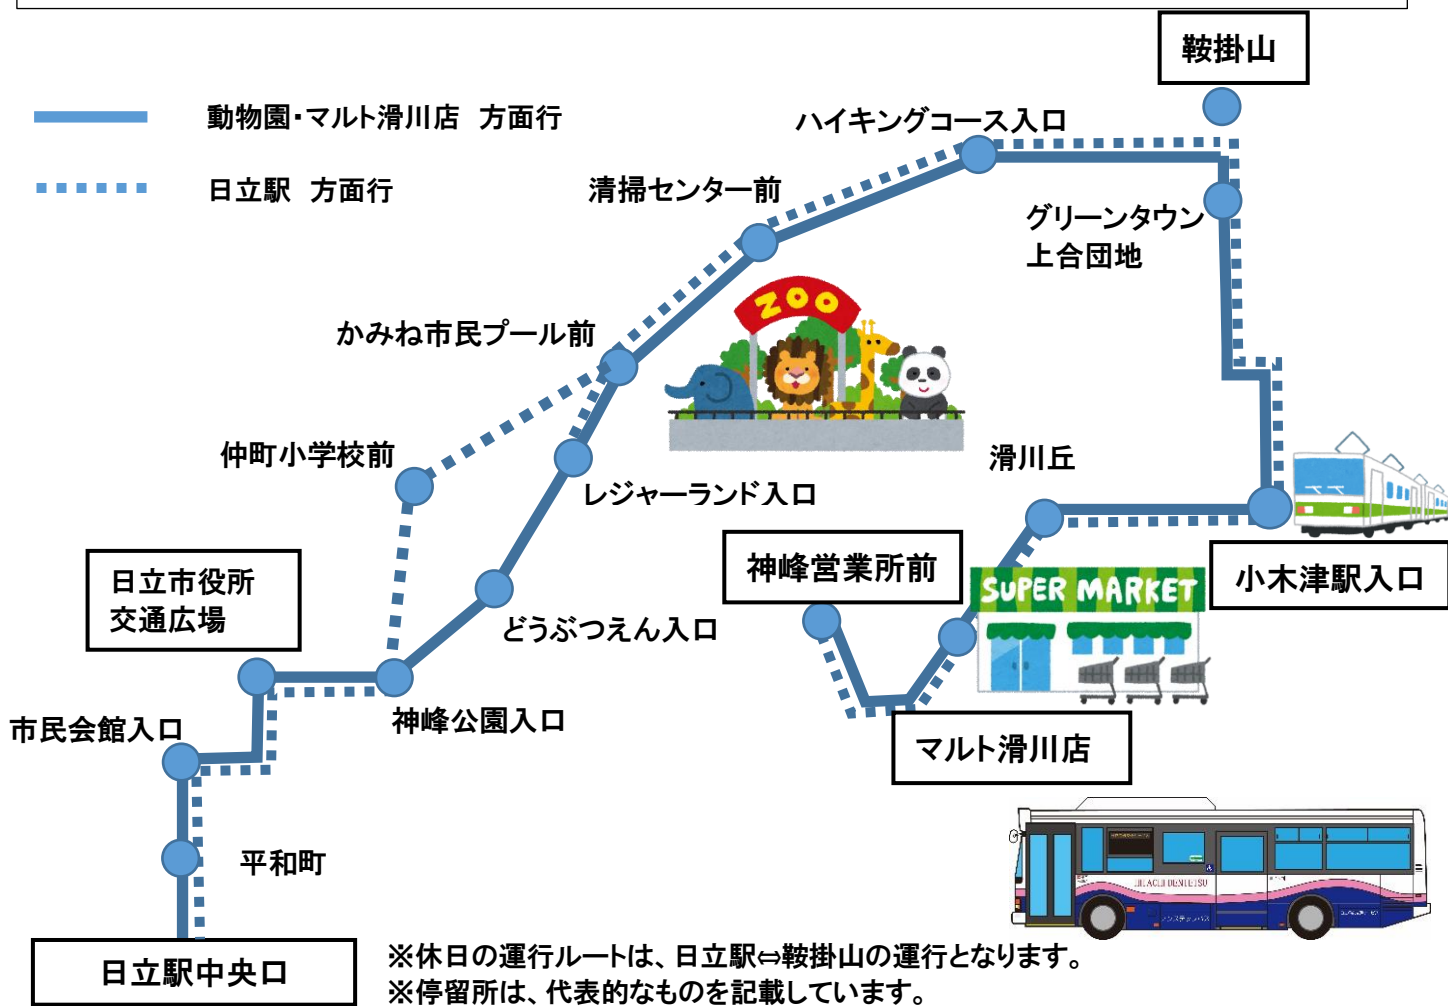 鞍掛山
動物園・マルト滑川店 方面行
ハイキングコース入口
日立駅 方面行
清掃センター前
グリーンタウン
上合団地
ZOO
かみね市民プール前
仲町小学校前
滑川丘
レジャーランド入口
神峰営業所前
小木津駅入口
日立市役所
交通広場
SUPER MARKET
どうぶつえん入口
市民会館入口
神峰公園入口
マルト滑川店
平和町
HITACHI DENTETSU
日立駅中央口
※休日の運行ルートは、日立駅⇔鞍掛山の運行となります。
※停留所は、代表的なものを記載しています。